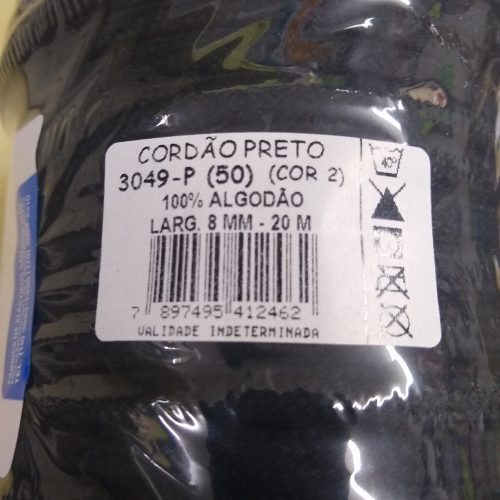 CORDÃO PRETO
3049-P (50) (COR 2)
100% ALGODÃO
LARG. 8 MM - 20 M
7 897495 412462
VALIDADE INDETERMINADA
40°